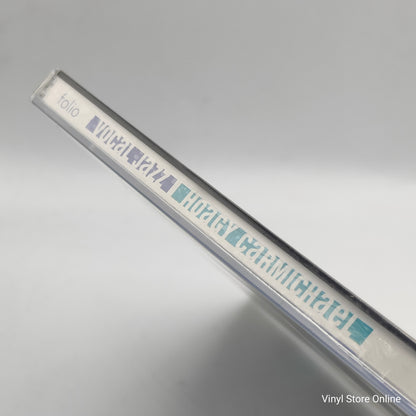 folio
Vocal Jazz
Hoagy Carmichael
Vinyl Store Online